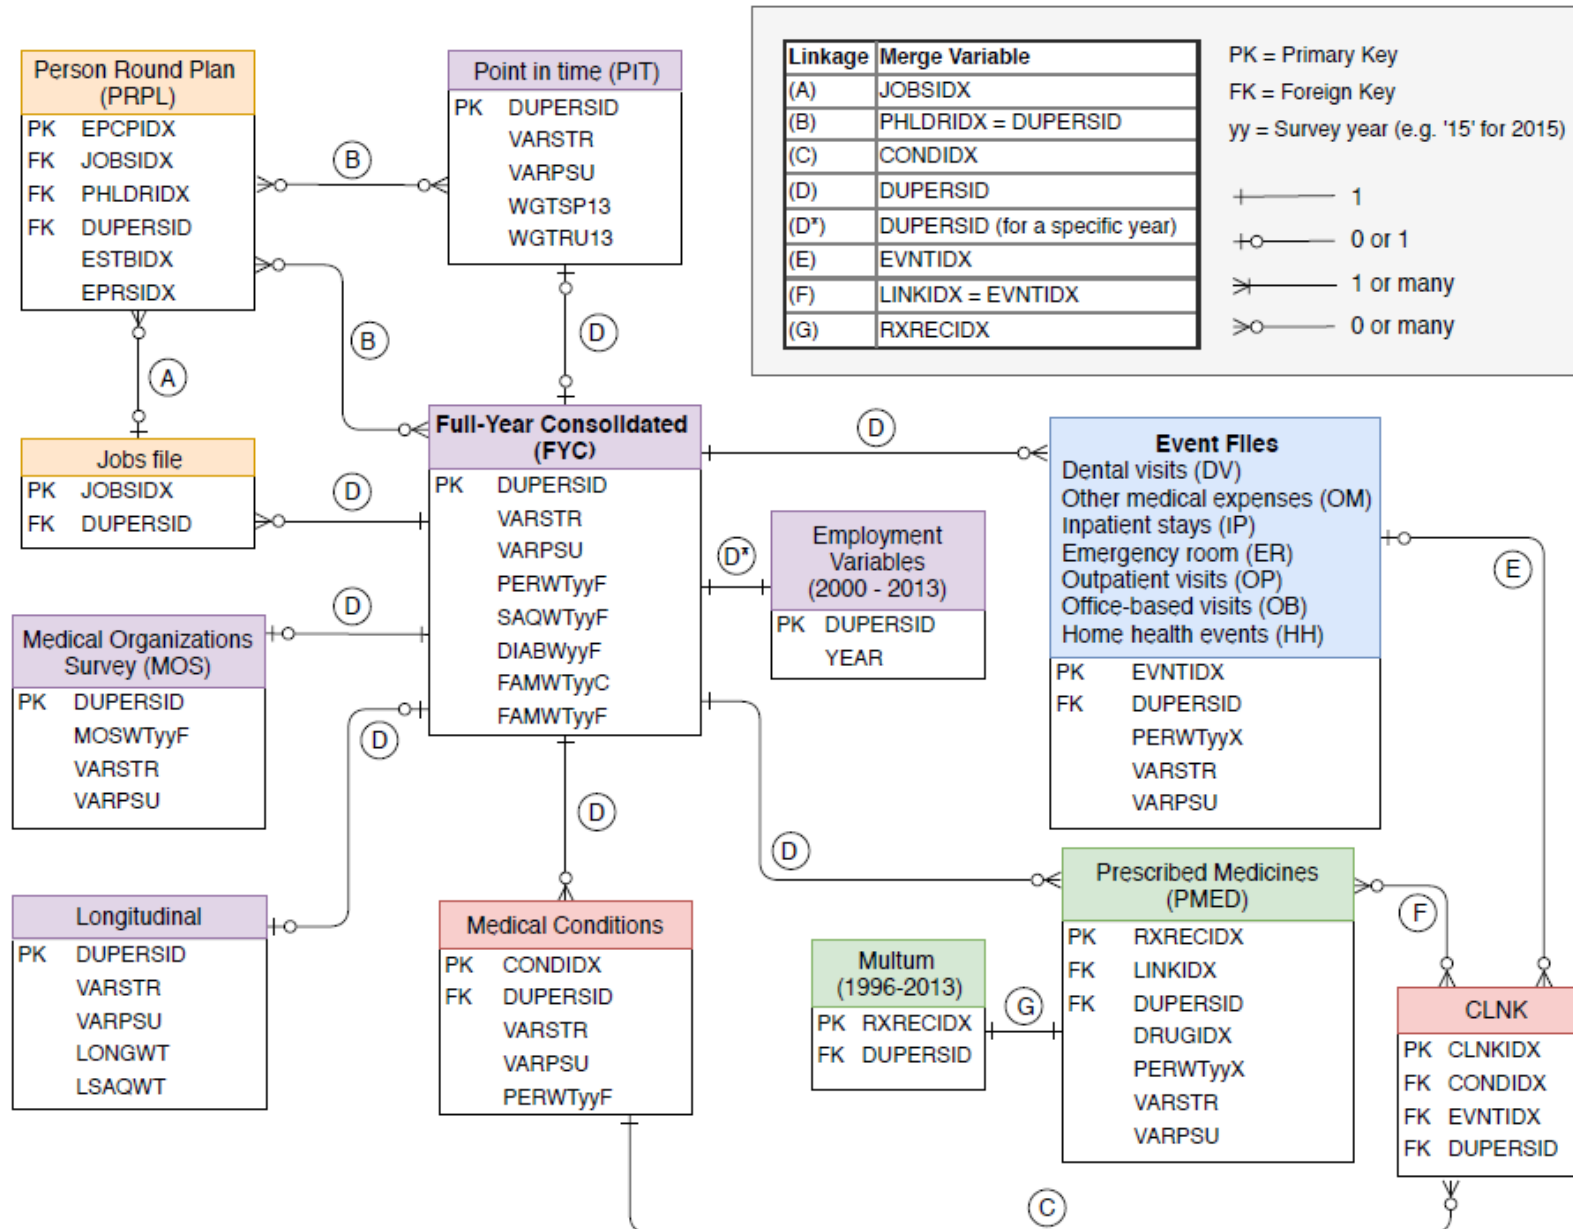 Person Round Plan
(PRPL)
PK EPCPIDX
FK JOBSIDX
FK PHLDRIDX
FK DUPERSID
ESTBIDX
EPRSIDX
B
Point in time (PIT)
PK DUPERSID
VARSTR
VARPSU
WGTSP13
WGTRU13
Linkage Merge Variable
(A) JOBSIDX
(B) PHLDRIDX = DUPERSID
(C) CONDIDX
(D) DUPERSID
(D*) DUPERSID (for a specific year)
(E) EVNTIDX
(F) LINKIDX = EVNTIDX
(G) RXRECIDX
PK = Primary Key
FK = Foreign Key
yy = Survey year (e.g. '15' for 2015)
1
0 or 1
1 or many
0 or many
A
B
D
Jobs file
PK JOBSIDX
FK DUPERSID
D
Full-Year Consolidated
(FYC)
PK DUPERSID
VARSTR
VARPSU
PERWTyyF
SAQWTyyF
DIABWyyF
FAMWTyyC
FAMWTyyF
D
Event Files
Dental visits (DV)
Other medical expenses (OM)
Inpatient stays (IP)
Emergency room (ER)
Outpatient visits (OP)
Office-based visits (OB)
Home health events (HH)
PK EVNTIDX
FK DUPERSID
PERWTyyX
VARSTR
VARPSU
D*
Employment
Variables
(2000 - 2013)
PK DUPERSID
YEAR
E
Medical Organizations
Survey (MOS)
PK DUPERSID
MOSWTyyF
VARSTR
VARPSU
D
D
D
D
Longitudinal
PK DUPERSID
VARSTR
VARPSU
LONGWT
LSAQWT
Medical Conditions
PK CONDIDX
FK DUPERSID
VARSTR
VARPSU
PERWTyyF
Multum
(1996-2013)
PK RXRECIDX
FK DUPERSID
G
Prescribed Medicines
(PMED)
PK RXRECIDX
FK LINKIDX
FK DUPERSID
DRUGIDX
PERWTyyX
VARSTR
VARPSU
F
CLNK
PK CLNKIDX
FK CONDIDX
FK EVNTIDX
FK DUPERSID
C